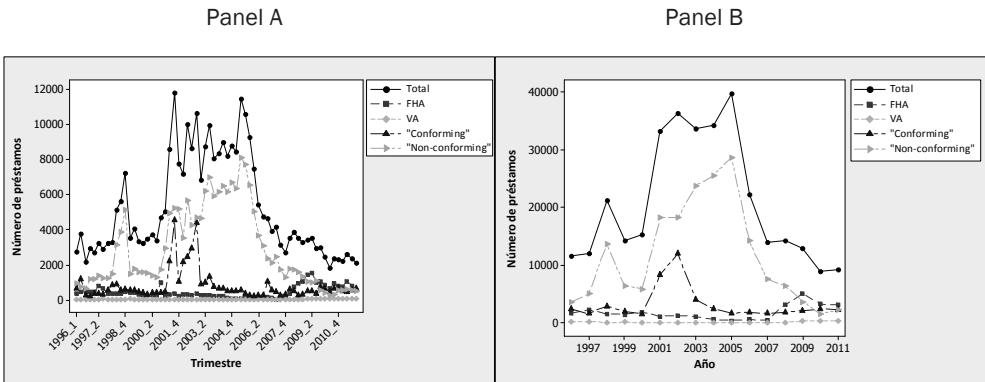 Panel A
Panel B
Número de préstamos
12000
10000
8000
6000
4000
2000
0
1996_1
1997_2
1998_4
2000_2
2001_4
2003_2
2004_4
2006_2
2007_4
2009_2
2010_4
Trimestre
Total
FHA
VA
"Conforming"
"Non-conforming"
Número de préstamos
40000
30000
20000
10000
0
1997
1999
2001
2003
2005
2007
2009
2011
Año
Total
FHA
VA
"Conforming"
"Non-conforming"